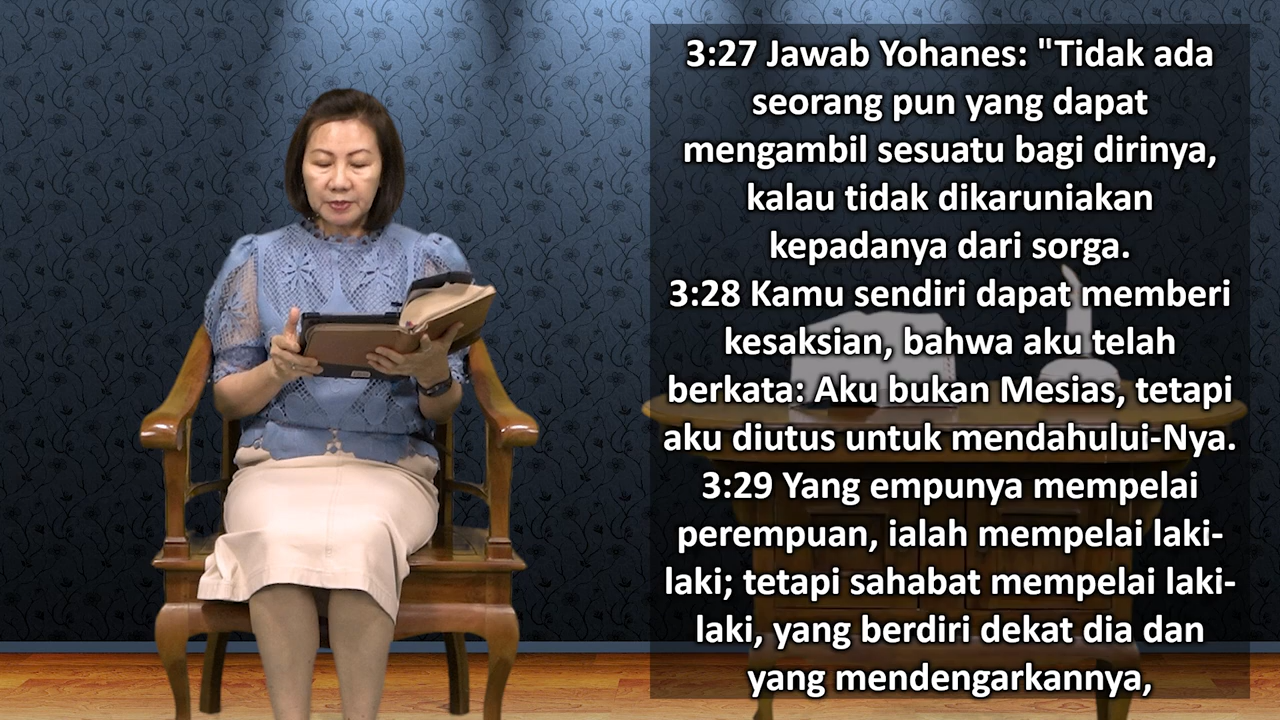 3:27 Jawab Yohanes: "Tidak ada
seorang pun yang dapat
mengambil sesuatu bagi dirinya,
kalau tidak dikaruniakan
kepadanya dari sorga.
3:28 Kamu sendiri dapat memberi
kesaksian, bahwa aku telah
berkata: Aku bukan Mesias, tetapi
aku diutus untuk mendahului-Nya.
3:29 Yang empunya mempelai
perempuan, ialah mempelai laki-
laki; tetapi sahabat mempelai laki-
laki, yang berdiri dekat dia dan
yang mendengarkannya,